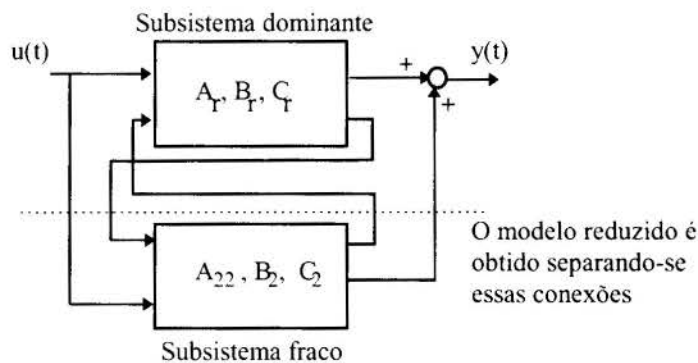 Subsistema dominante
u(t)
y(t)
+
+
Ar, Br, Cr
O modelo reduzido é
obtido separando-se
essas conexões
A22, B2, C2
Subsistema fraco